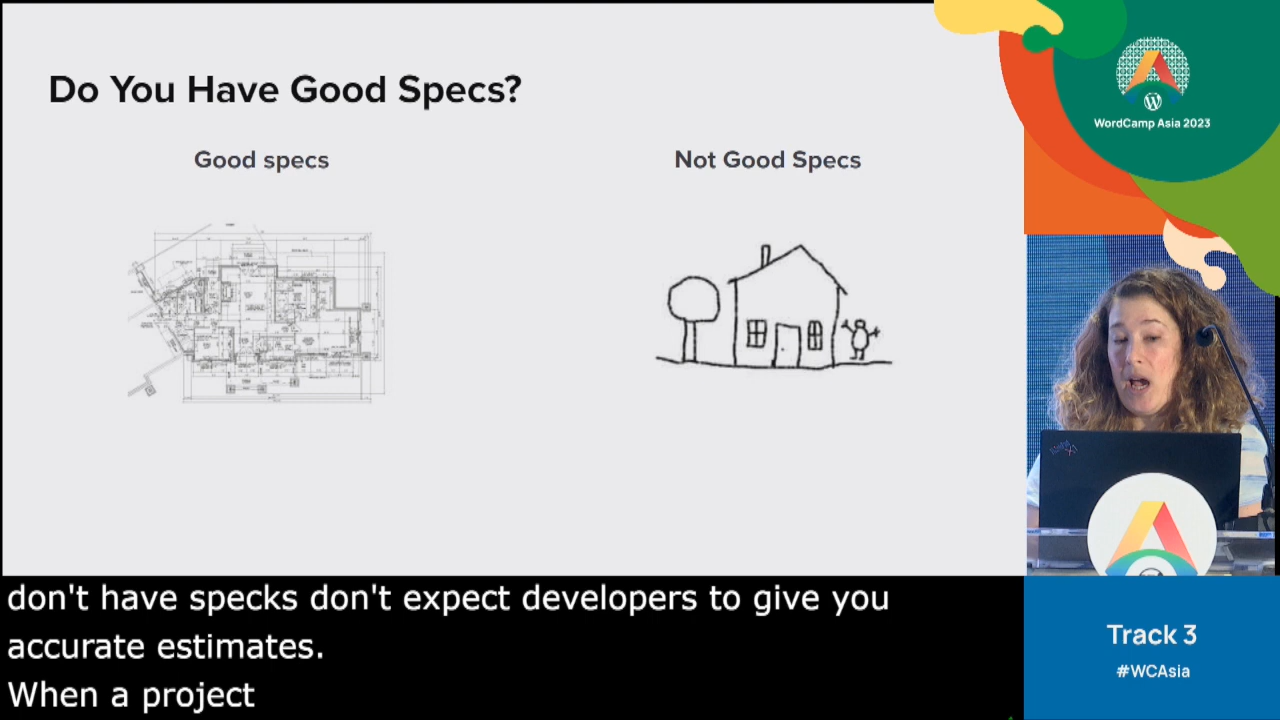 Do You Have Good Specs?
Good specs
Not Good Specs
WordCamp Asia 2023
don't have specks don't expect developers to give you
accurate estimates.
When a project
Track 3
#WCAsia